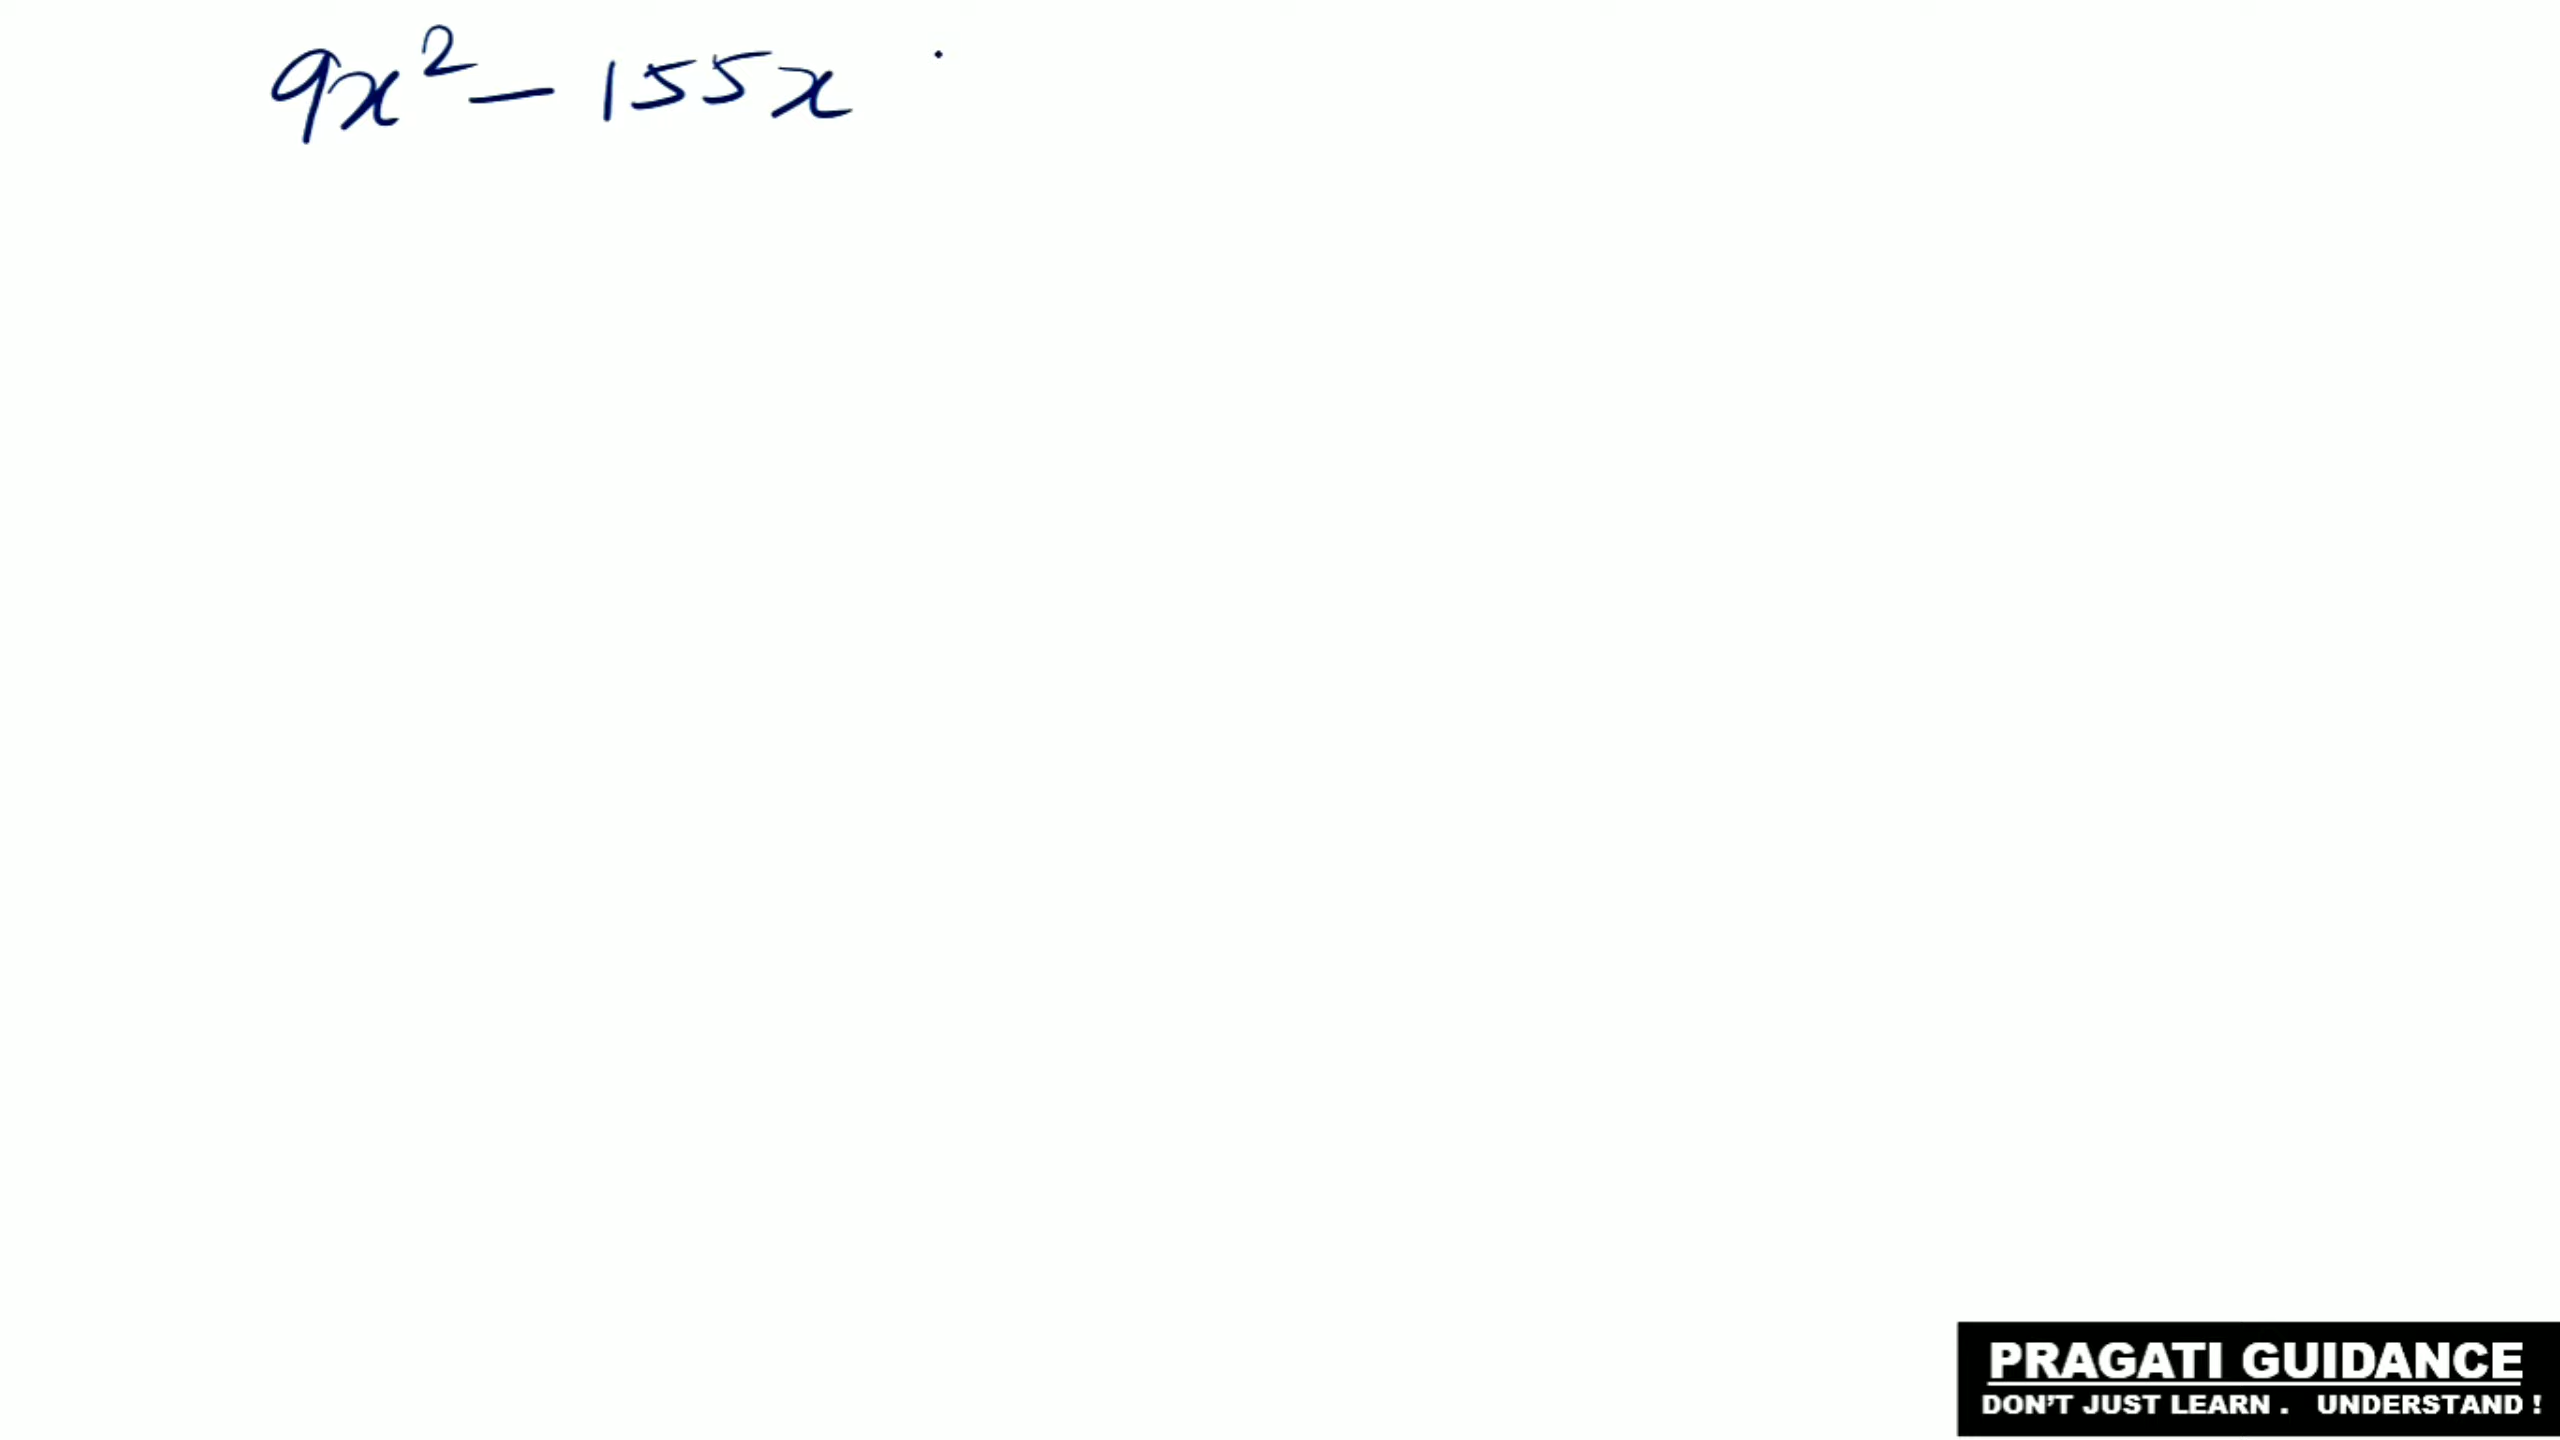 9x² - 155x
PRAGATI GUIDANCE
DON'T JUST LEARN . UNDERSTAND !